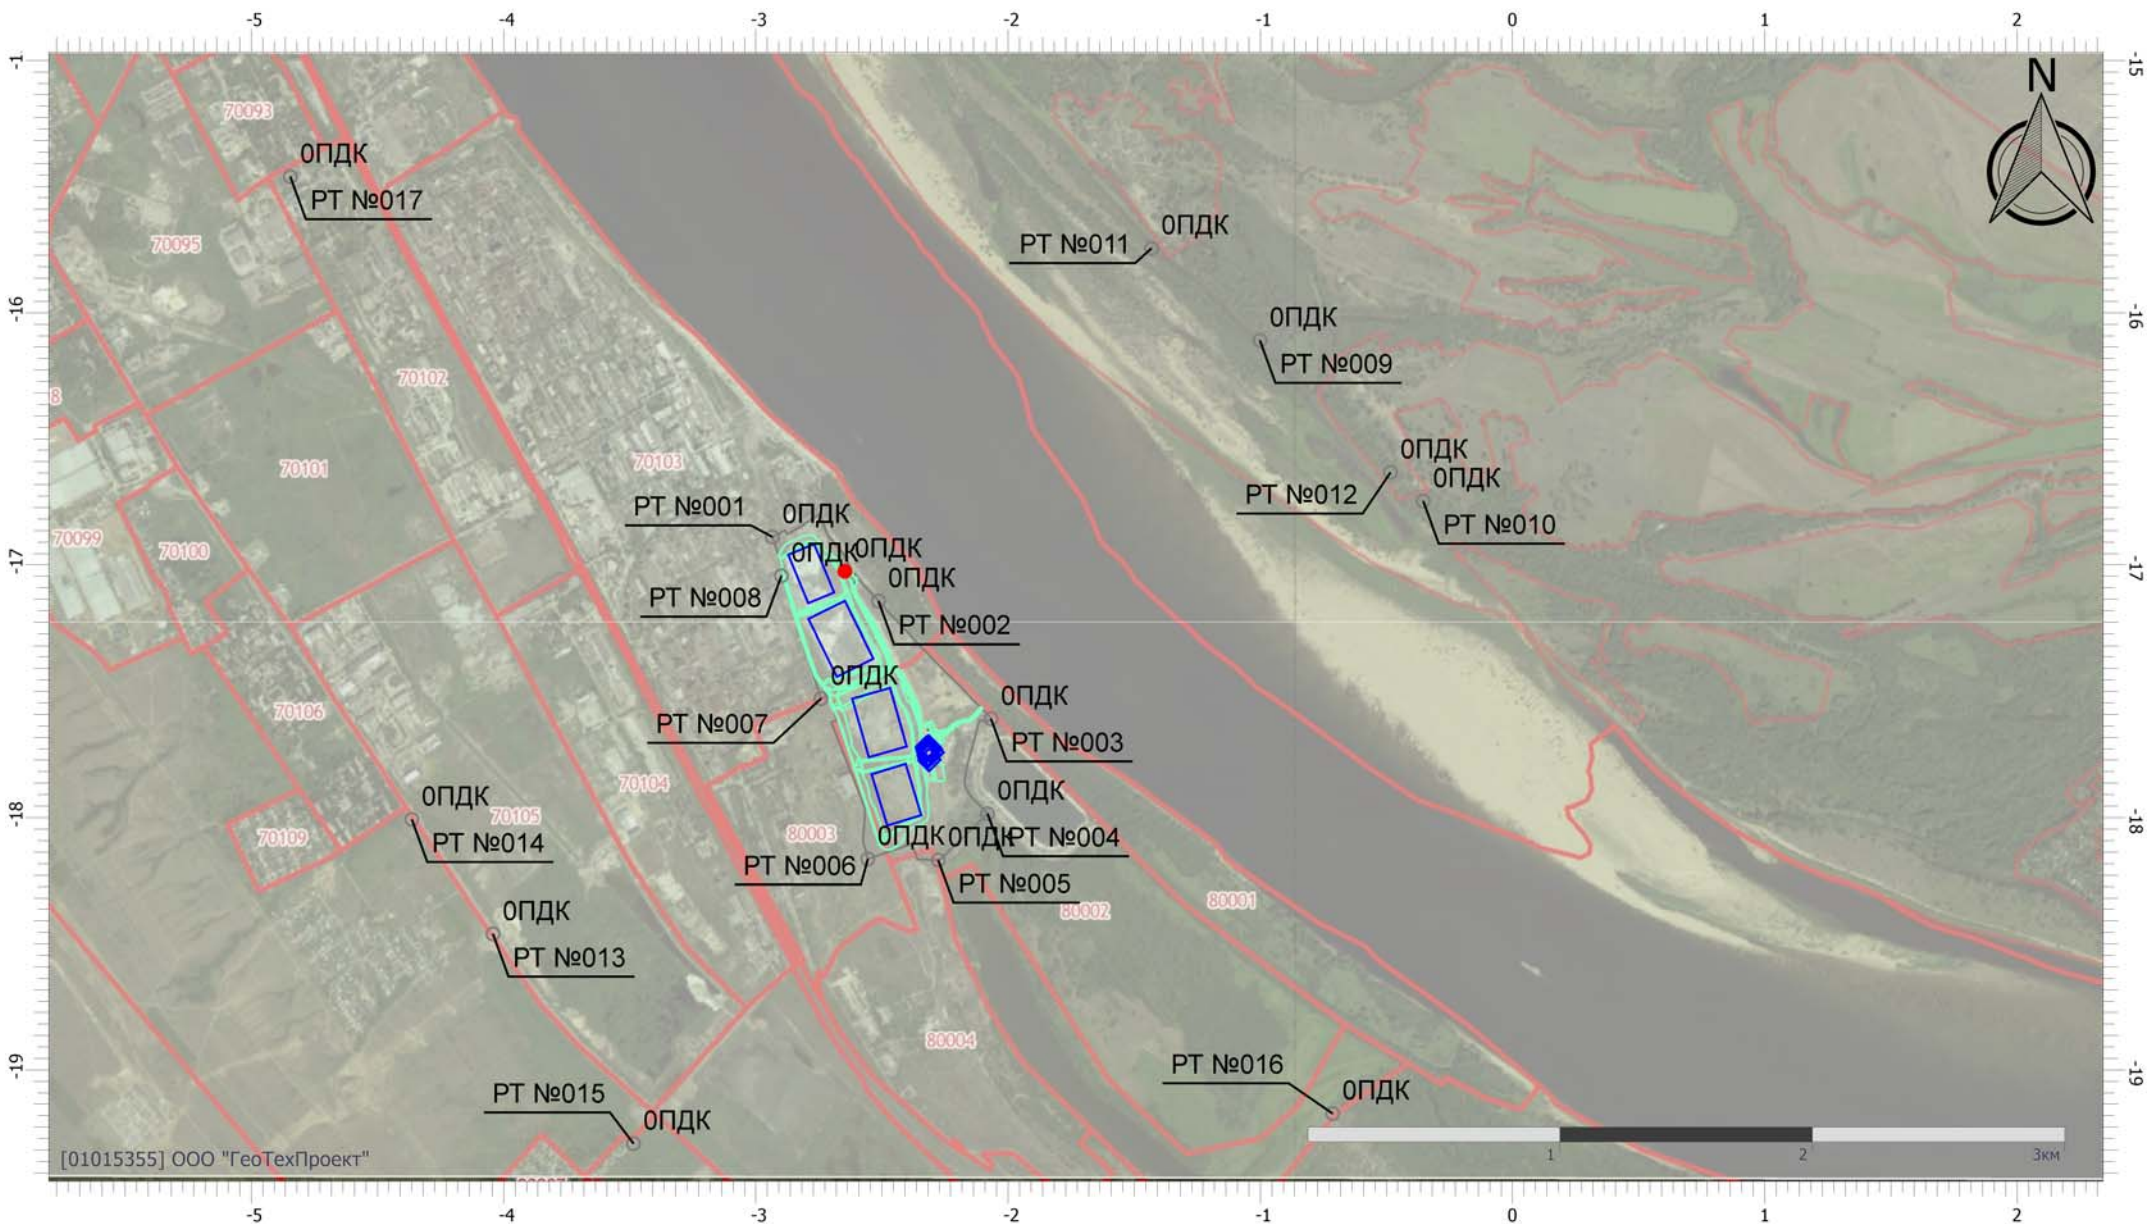 -5 -4 -3 -2 -1 0 1 2
-1
-15
N
70093
0ПДК
РТ №017
70095
0ПДК
РТ №011
-16
-16
0ПДК
РТ №009
70102
8
70103
70101
0ПДК
0ПДК
РТ №012
РТ №010
РТ №001
0ПДК
70099
70100
0ПДК
0ПДК
-17
-17
0ПДК
РТ №008
РТ №002
0ПДК
0ПДК
70106
РТ №007
РТ №003
70104
0ПДК
0ПДК
70105
-18
-18
80003
70109
РТ №014
0ПДК
0ПДК
РТ №004
РТ №006
РТ №005
80001
80002
0ПДК
РТ №013
80004
-19
-19
РТ №016
0ПДК
РТ №015
0ПДК
[01015355] ООО "ГеоТехПроект"
1 2 3км
-5 -4 -3 -2 -1 0 1 2